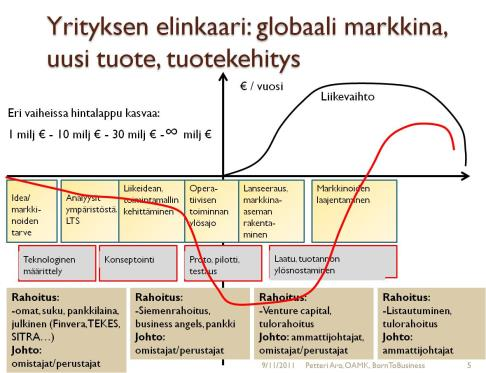 Yrityksen elinkaari: globaali markkina,
uusi tuote, tuotekehitys
€ / vuosi
Liikevaihto
Eri vaiheissa hintalappu kasvaa:
1 milj € - 10 milj € - 30 milj € -∞ milj €
Idea/
markki-
noiden
tarve
Analyysit
ympäristöstä,
LTS
Liikeidean,
toimintamallin
kehittäminen
Opera-
tiivisen
toiminnan
ylösajo
Lanseeraus,
markkina-
aseman
rakenta-
minen
Markkinoiden
laajentaminen
Teknologinen
määrittely
Konseptointi
Proto, pilotti,
testaus
Laatu, tuotannon
ylösnostaminen
Rahoitus:
-omat, suku, pankkilaina,
julkinen (Finvera, TEKES,
SITRA…)
Johto:
omistajat/perustajat
Rahoitus:
-Siemenrahoitus,
business angels, pankki
Johto:
omistajat/perustajat
Rahoitus:
-Venture capital,
tulorahoitus
Johto: ammattijohtajat,
omistajat/perustajat
Rahoitus:
-Listautuminen,
tulorahoitus
Johto:
ammattijohtajat
9/11/2011 Petteri Aro, OAMK, BornToBusiness 5